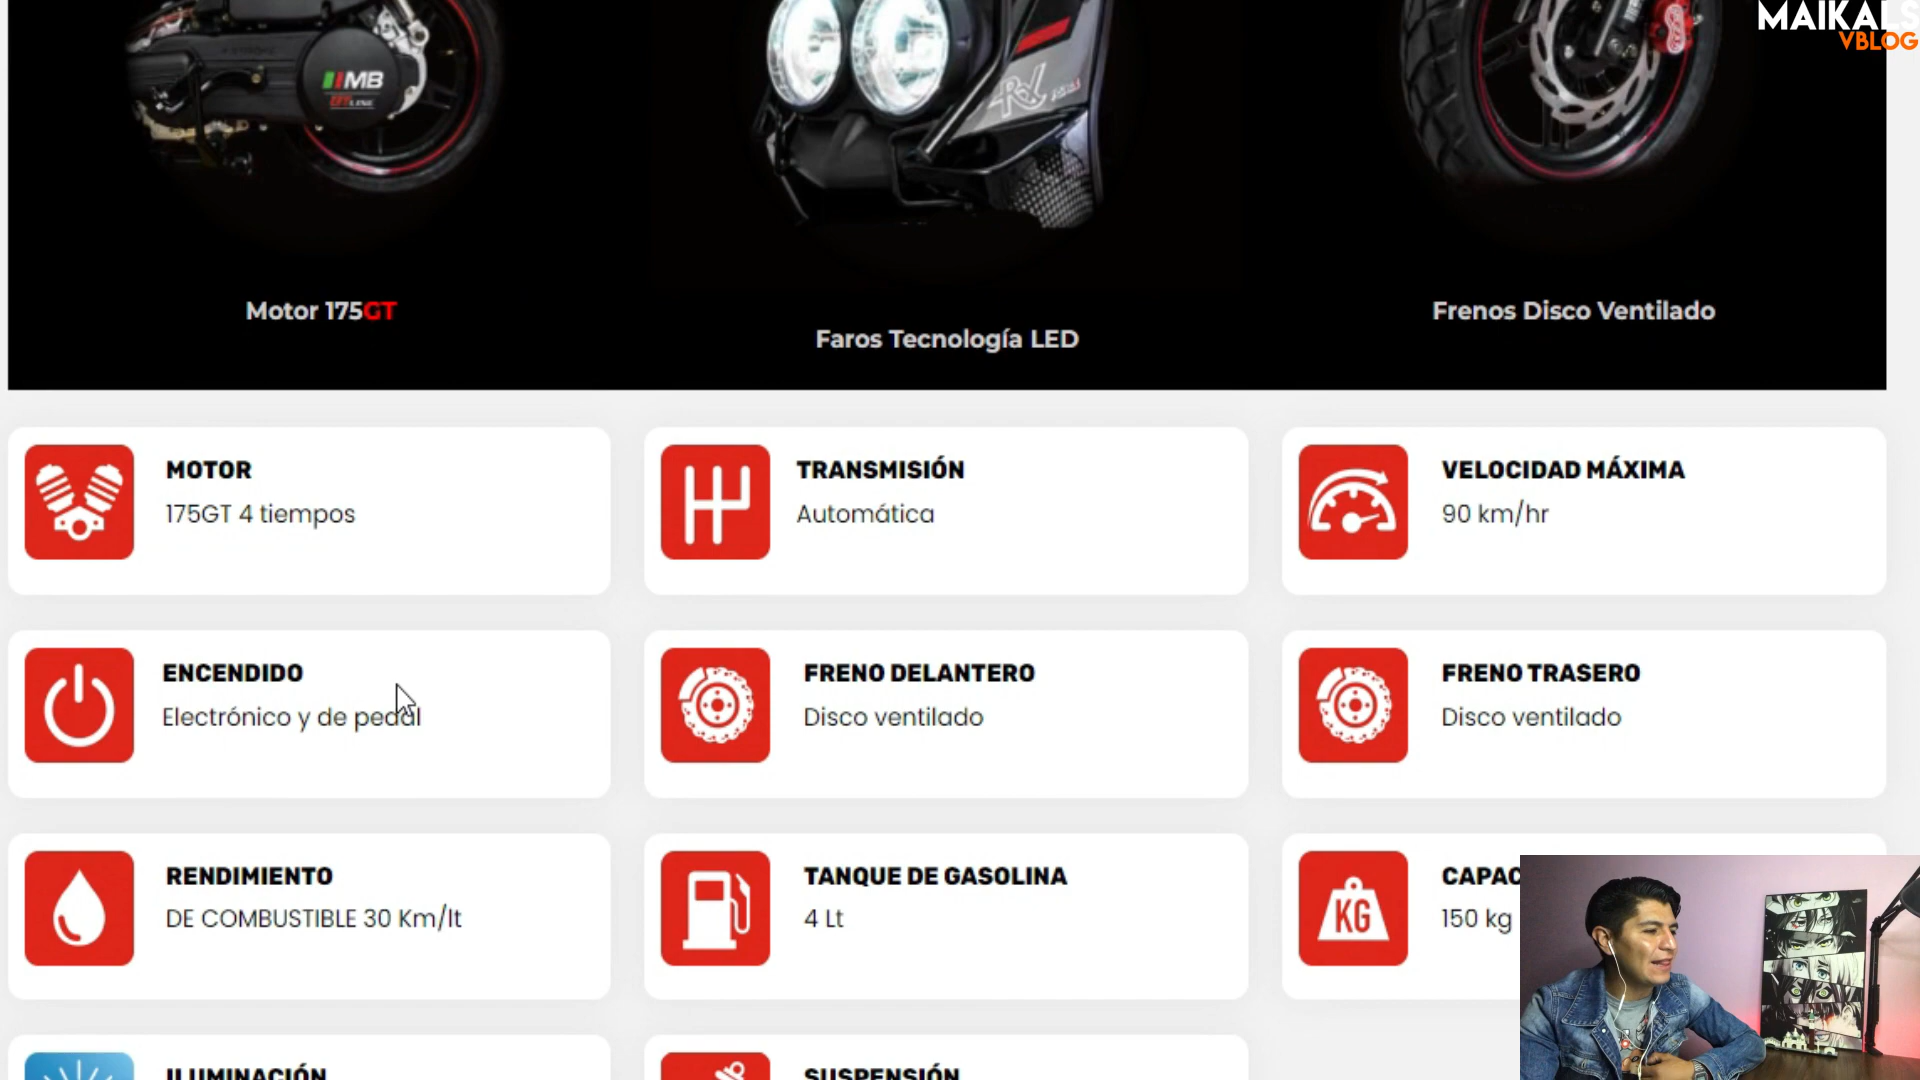 MAIKALS
VBLOG
MB
Motor 175GT
Faros Tecnología LED
Frenos Disco Ventilado
MOTOR
175GT 4 tiempos
TRANSMISIÓN
Automática
VELOCIDAD MÁXIMA
90 km/hr
ENCENDIDO
Electrónico y de pedal
FRENO DELANTERO
Disco ventilado
FRENO TRASERO
Disco ventilado
RENDIMIENTO
DE COMBUSTIBLE 30 Km/lt
TANQUE DE GASOLINA
4 Lt
KG
CAPAC
150 kg
ILUMINACIÓN
SUSPENSIÓN